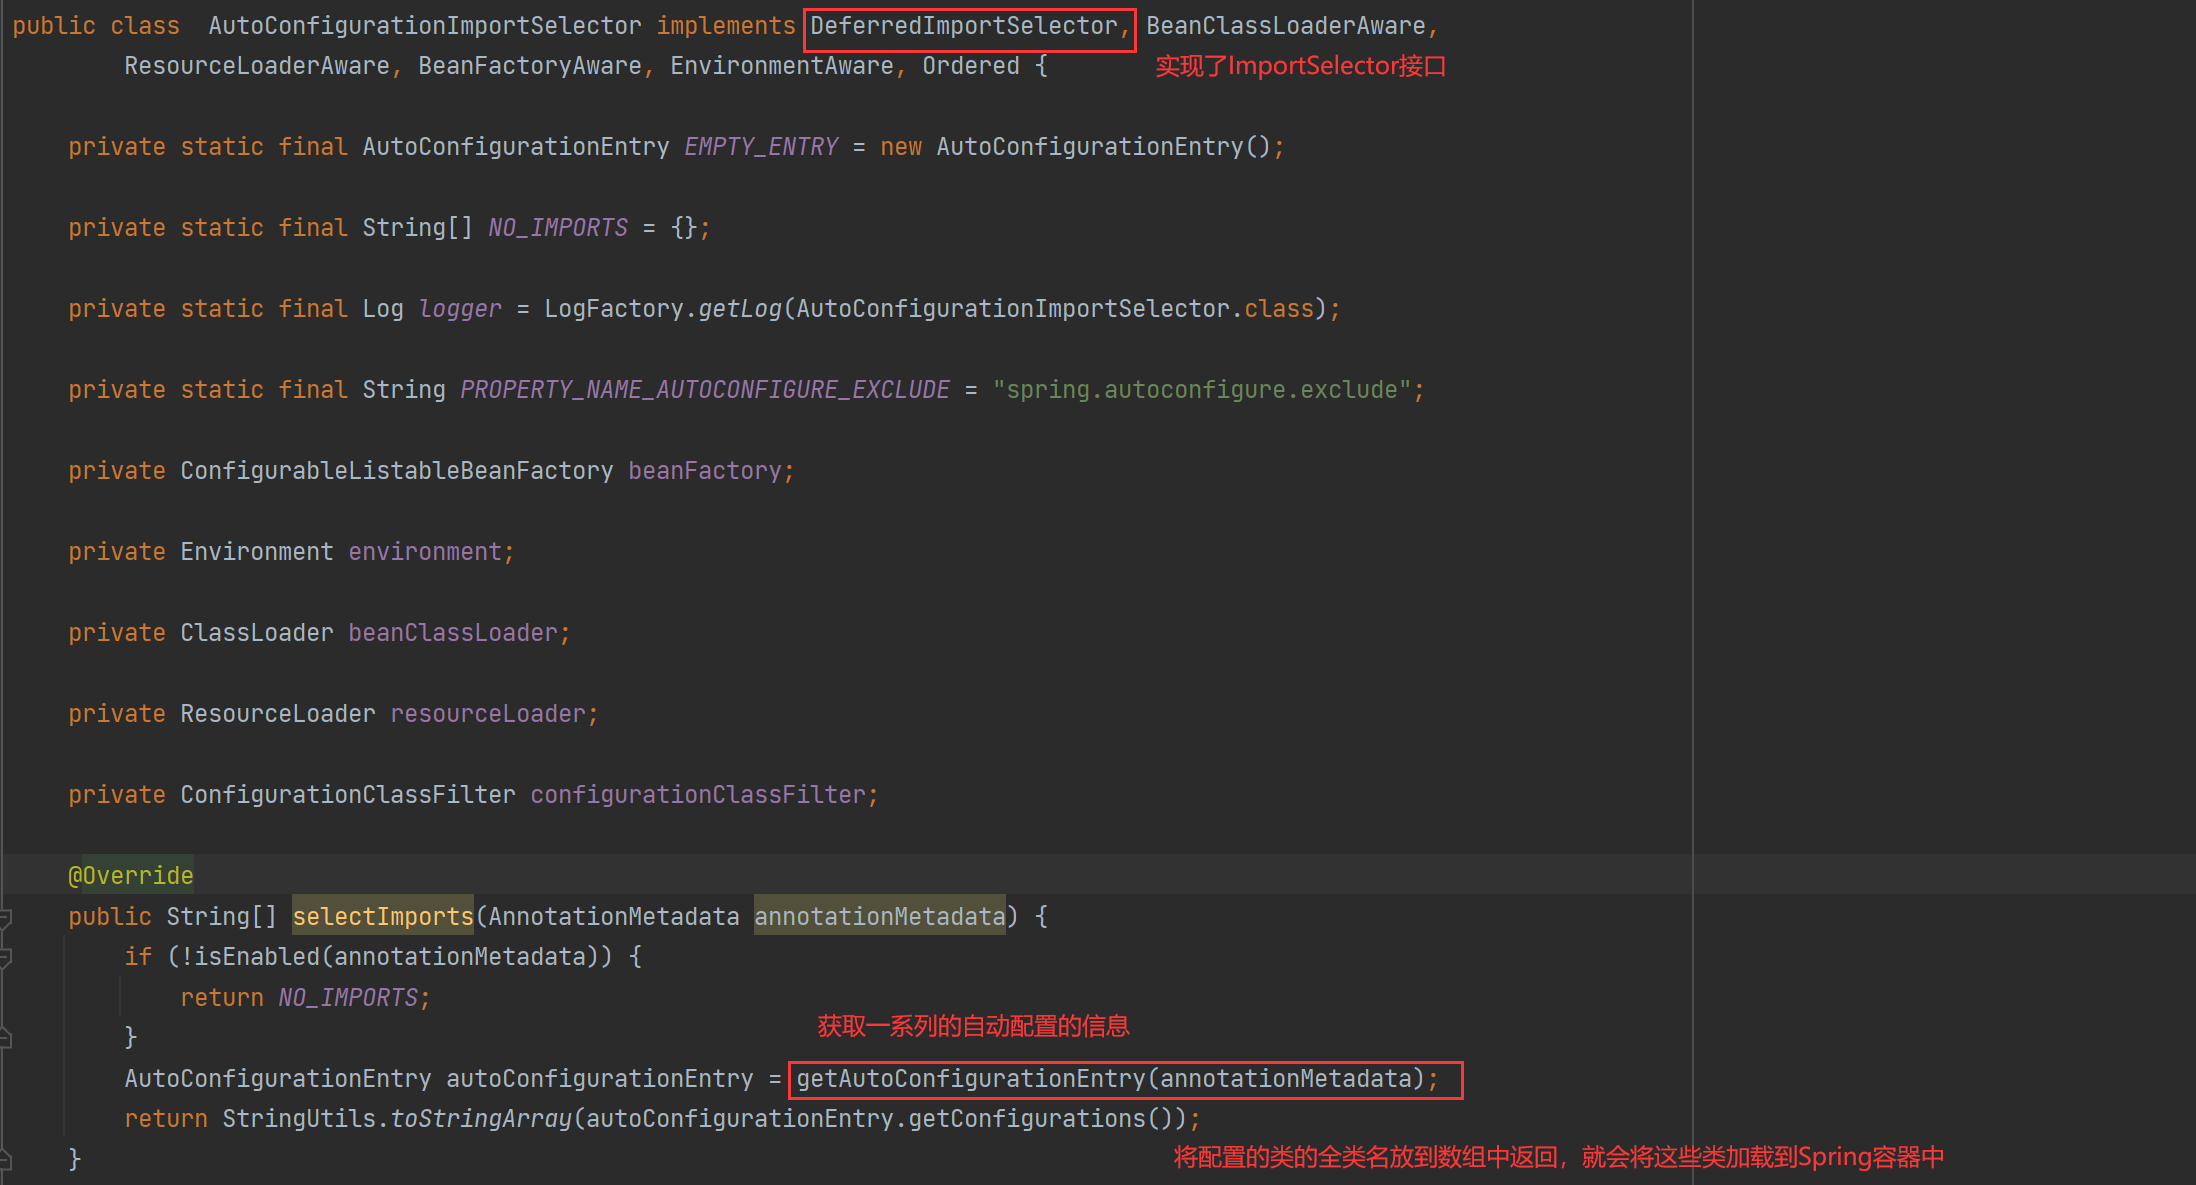 public class  AutoConfigurationImportSelector implements DeferredImportSelector, BeanClassLoaderAware,
ResourceLoaderAware, BeanFactoryAware, EnvironmentAware, Ordered {
实现了ImportSelector接口
private static final AutoConfigurationEntry EMPTY_ENTRY = new AutoConfigurationEntry();
private static final String[] NO_IMPORTS = {};
private static final Log logger = LogFactory.getLog(AutoConfigurationImportSelector.class);
private static final String PROPERTY_NAME_AUTOCONFIGURE_EXCLUDE = "spring.autoconfigure.exclude";
private ConfigurableListableBeanFactory beanFactory;
private Environment environment;
private ClassLoader beanClassLoader;
private ResourceLoader resourceLoader;
private ConfigurationClassFilter configurationClassFilter;
@Override
public String[] selectImports(AnnotationMetadata annotationMetadata) {
if (!isEnabled(annotationMetadata)) {
return NO_IMPORTS;
}
获取一系列的自动配置的信息
AutoConfigurationEntry autoConfigurationEntry = getAutoConfigurationEntry(annotationMetadata);
return StringUtils.toStringArray(autoConfigurationEntry.getConfigurations());
}
将配置的类的全类名放到数组中返回，就会将这些类加载到Spring容器中